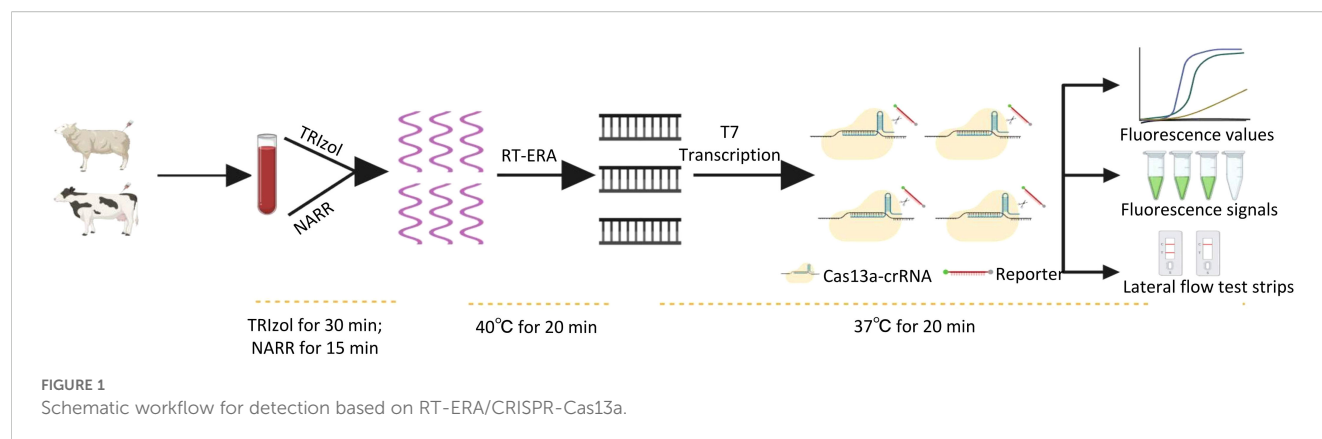 TRIzol
NARR
RT-ERA
T7
Transcription
Cas13a-crRNA
Reporter
Fluorescence values
Fluorescence signals
Lateral flow test strips
TRIzol for 30 min;
NARR for 15 min
40℃ for 20 min
37℃ for 20 min
FIGURE 1
Schematic workflow for detection based on RT-ERA/CRISPR-Cas13a.